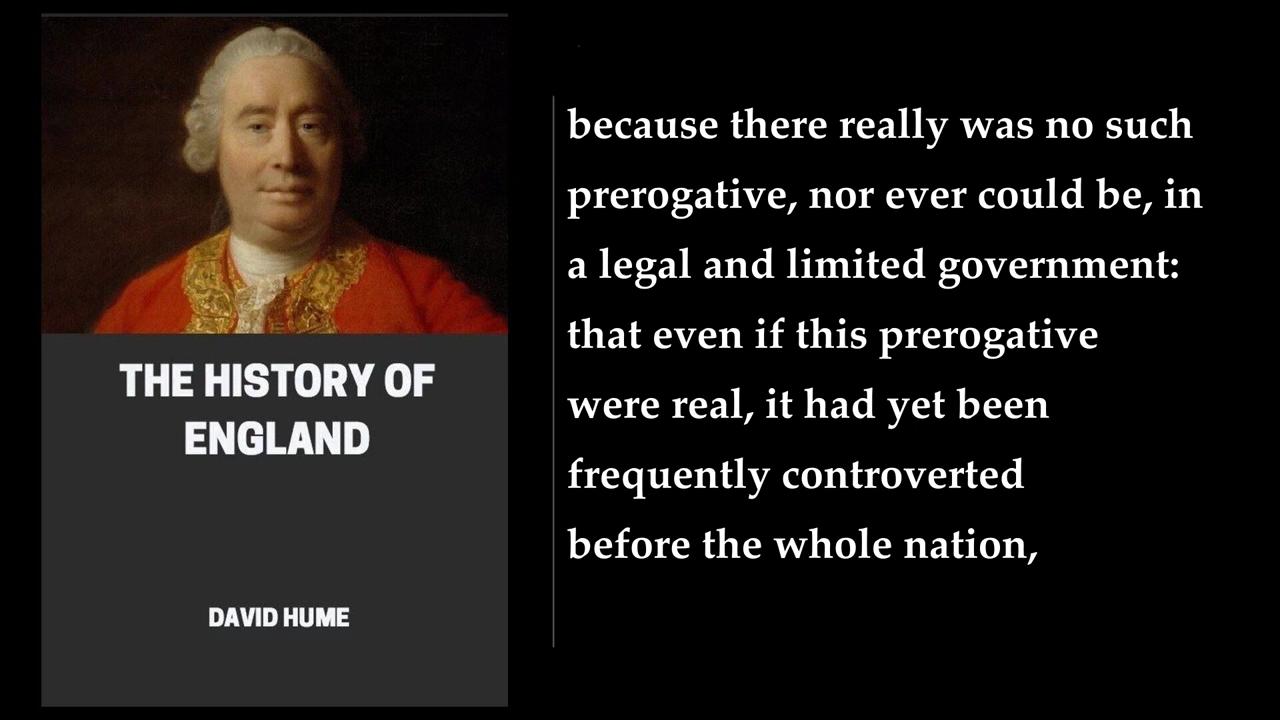 THE HISTORY OF
ENGLAND
DAVID HUME
because there really was no such
prerogative, nor ever could be, in
a legal and limited government:
that even if this prerogative
were real, it had yet been
frequently controverted
before the whole nation,